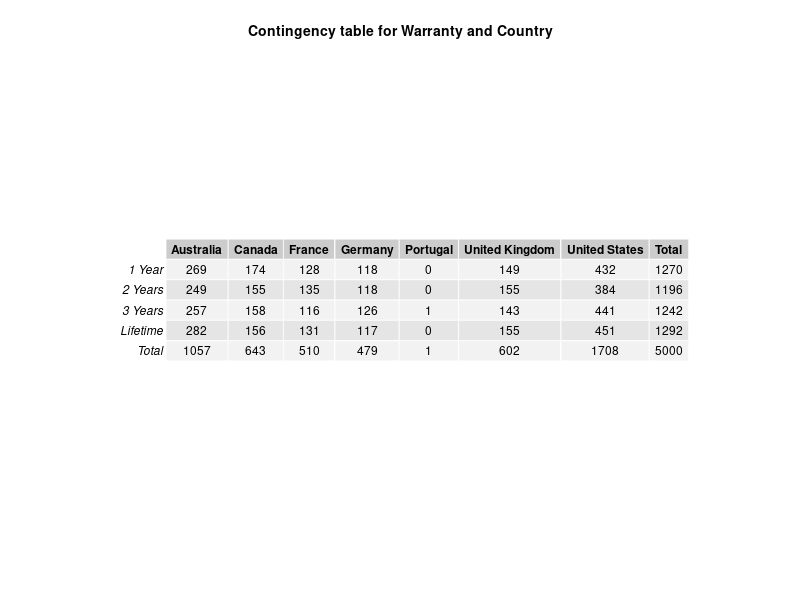 Contingency table for Warranty and Country
Australia Canada France Germany Portugal United Kingdom United States Total
1 Year 269 174 128 118 0 149 432 1270
2 Years 249 155 135 118 0 155 384 1196
3 Years 257 158 116 126 1 143 441 1242
Lifetime 282 156 131 117 0 155 451 1292
Total 1057 643 510 479 1 602 1708 5000